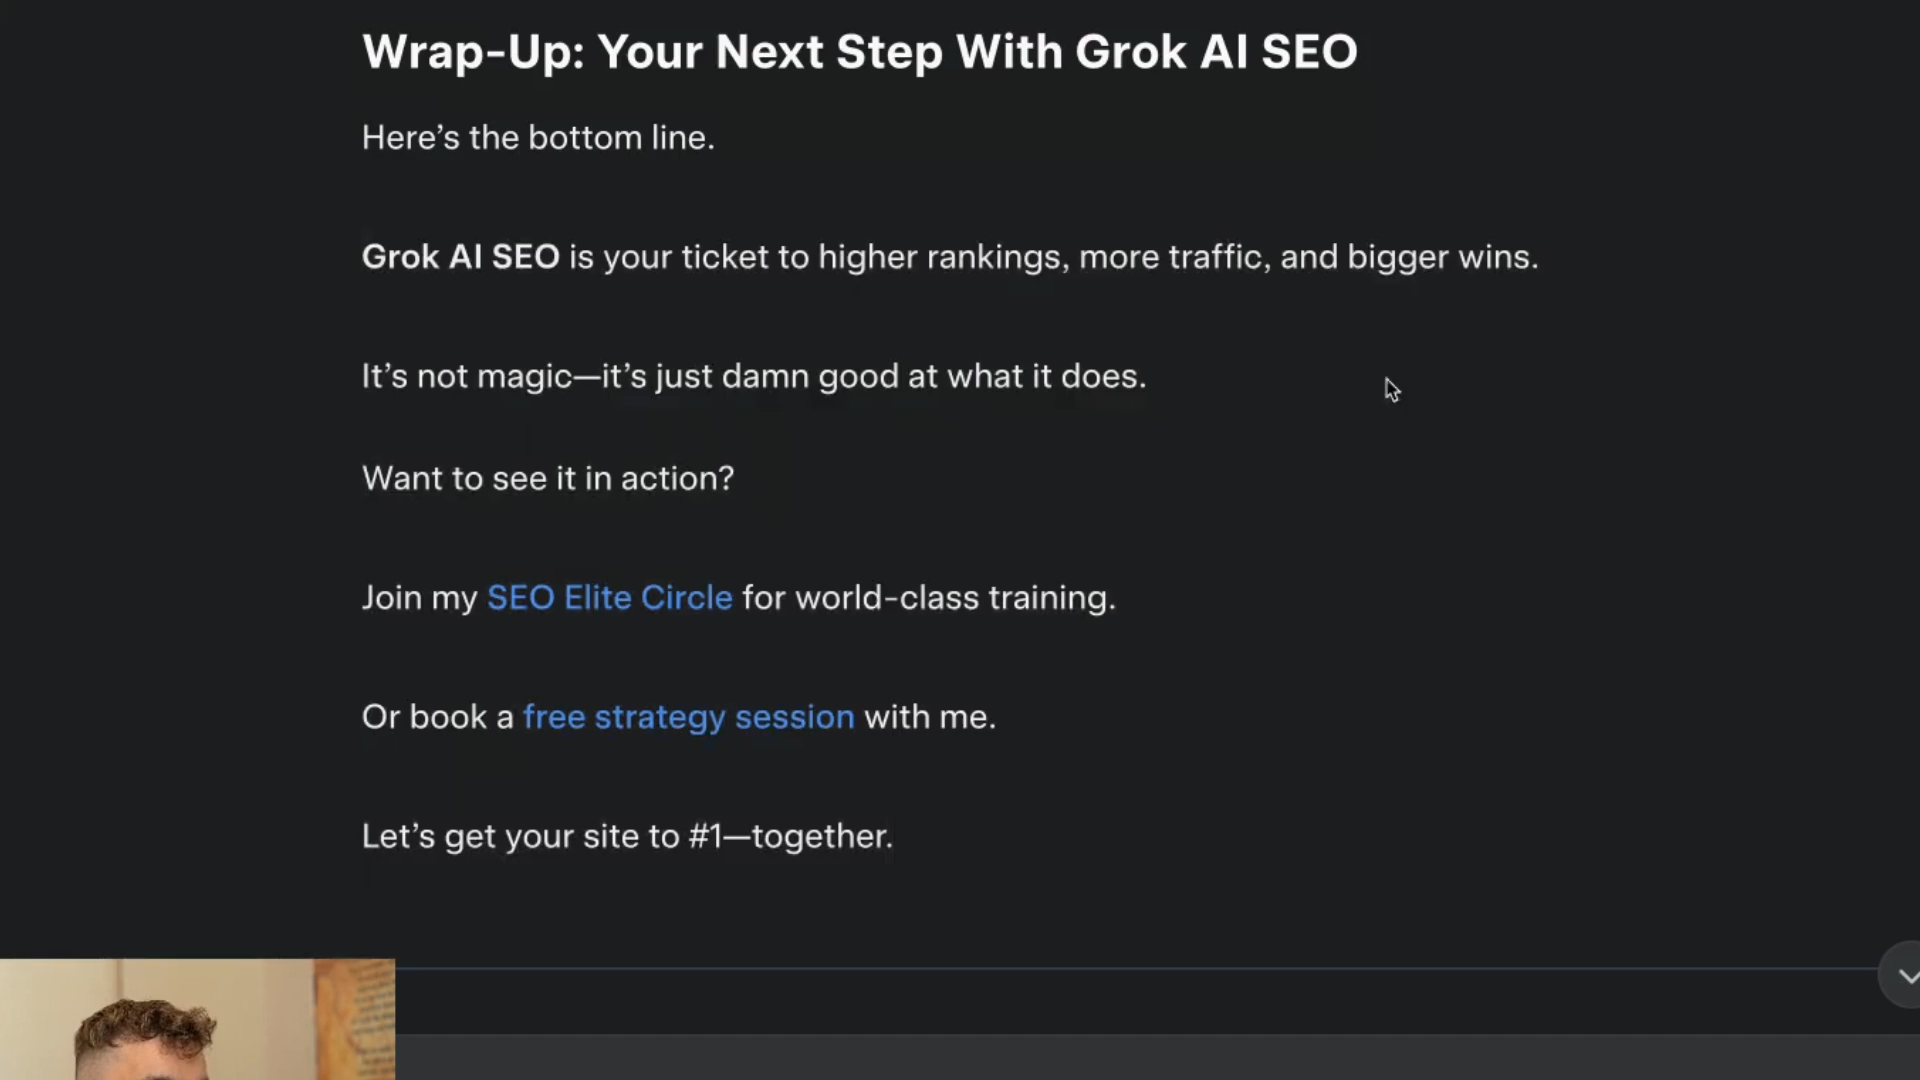 Wrap-Up: Your Next Step With Grok AI SEO
Here’s the bottom line.
Grok AI SEO is your ticket to higher rankings, more traffic, and bigger wins.
It’s not magic—it’s just damn good at what it does.
Want to see it in action?
Join my SEO Elite Circle for world-class training.
Or book a free strategy session with me.
Let’s get your site to #1—together.